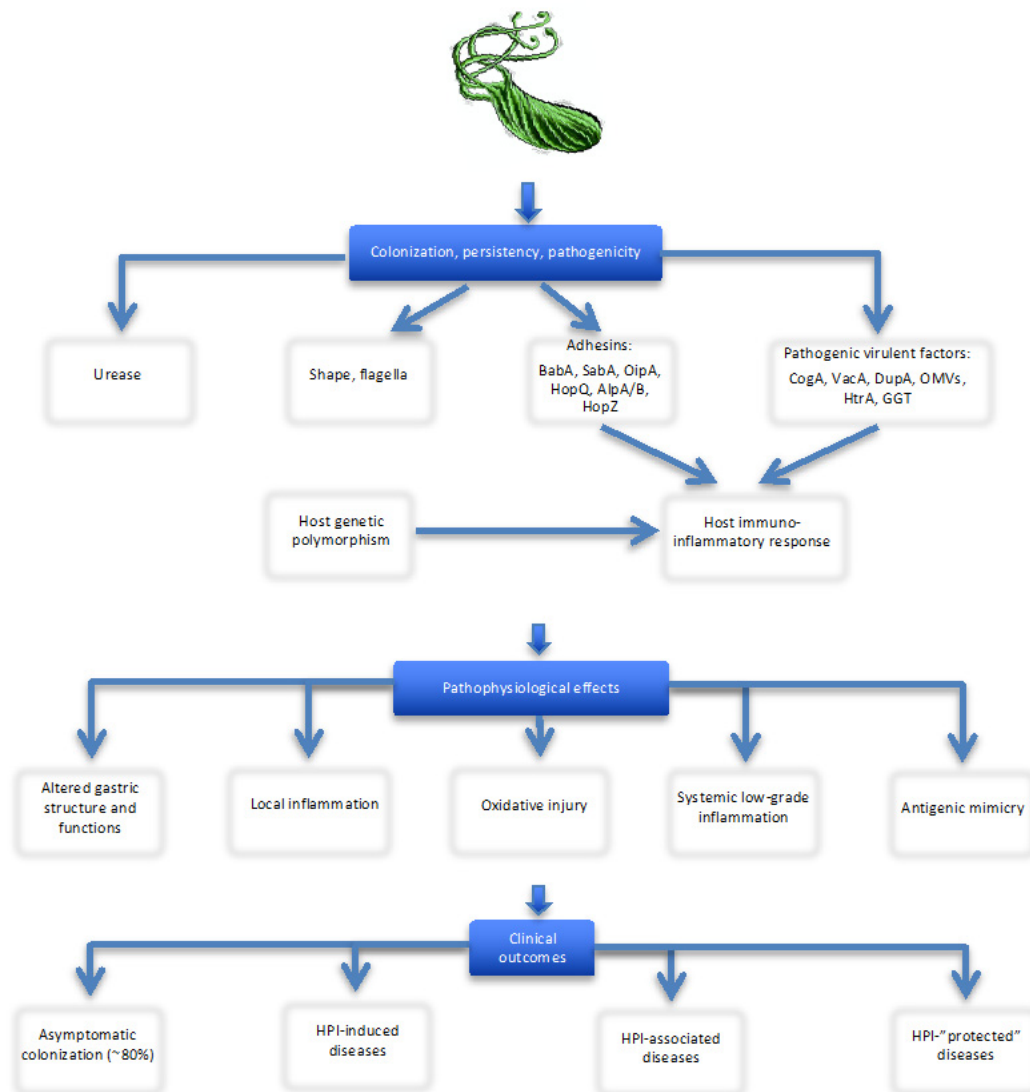 Colonization, persistency, pathogenicity
Urease
Shape, flagella
Adhesins:
BabA, SabA, OipA,
HopQ, AlpA/B,
HopZ
Pathogenic virulent factors:
CogA, VacA, DupA, OMVs,
HtrA, GGT
Host genetic
polymorphism
Host immuno-
inflammatory response
Pathophysiological effects
Altered gastric
structure and
functions
Local inflammation
Oxidative injury
Systemic low-grade
inflammation
Antigenic mimicry
Clinical
outcomes
Asymptomatic
colonization (~80%)
HPI-induced
diseases
HPI-associated
diseases
HPI-"protected"
diseases